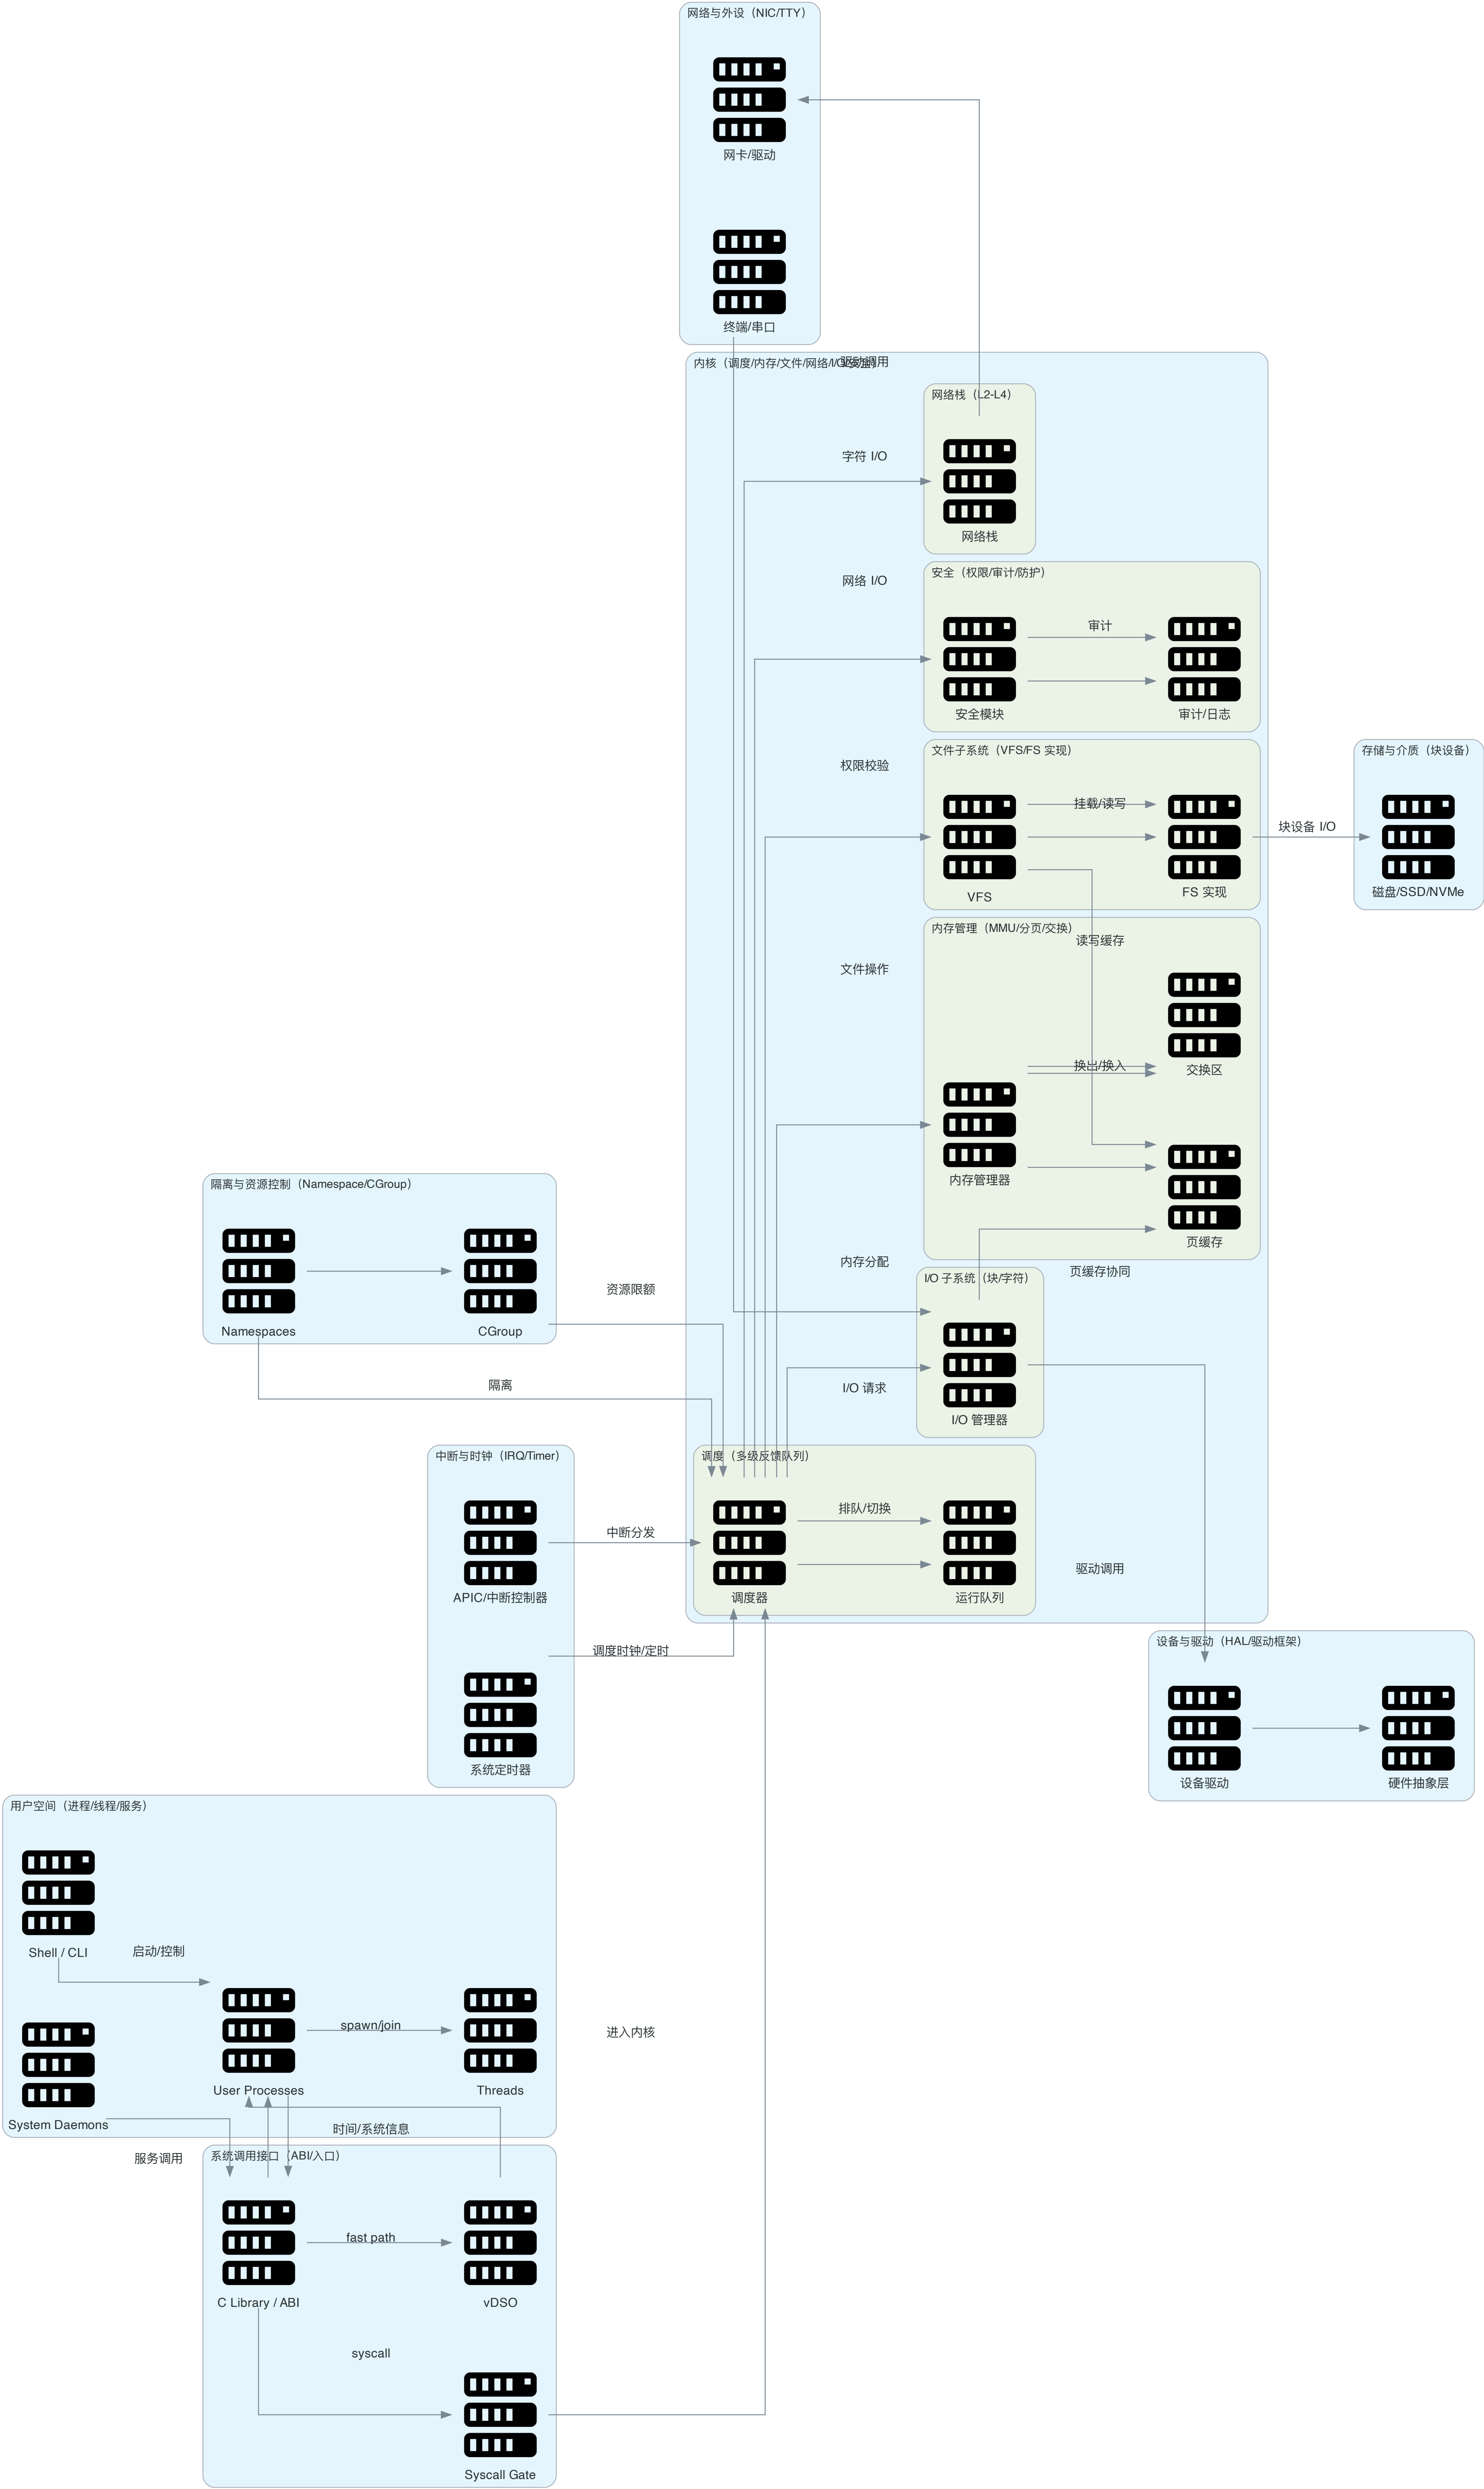 网络与外设（NIC/TTY）
网卡/驱动
终端/串口
内核（调度/内存/文件/网络/I/O/安全）
驱动调用
网络栈（L2-L4）
字符 I/O
网络栈
安全（权限/审计/防护）
网络 I/O
审计
安全模块
审计/日志
文件子系统（VFS/FS 实现）
存储与介质（块设备）
权限校验
挂载/读写
块设备 I/O
VFS
FS 实现
磁盘/SSD/NVMe
内存管理（MMU/分页/交换）
读写缓存
文件操作
换出/换入
交换区
内存管理器
隔离与资源控制（Namespace/CGroup）
页缓存
内存分配
页缓存协同
I/O 子系统（块/字符）
资源限额
Namespaces
CGroup
隔离
I/O 请求
I/O 管理器
中断与时钟（IRQ/Timer）
调度（多级反馈队列）
排队/切换
中断分发
驱动调用
APIC/中断控制器
调度器
运行队列
设备与驱动（HAL/驱动框架）
调度时钟/定时
系统定时器
设备驱动
硬件抽象层
用户空间（进程/线程/服务）
Shell / CLI
启动/控制
spawn/join
进入内核
User Processes
Threads
System Daemons
时间/系统信息
系统调用接口（ABI/入口）
服务调用
fast path
C Library / ABI
vDSO
syscall
Syscall Gate